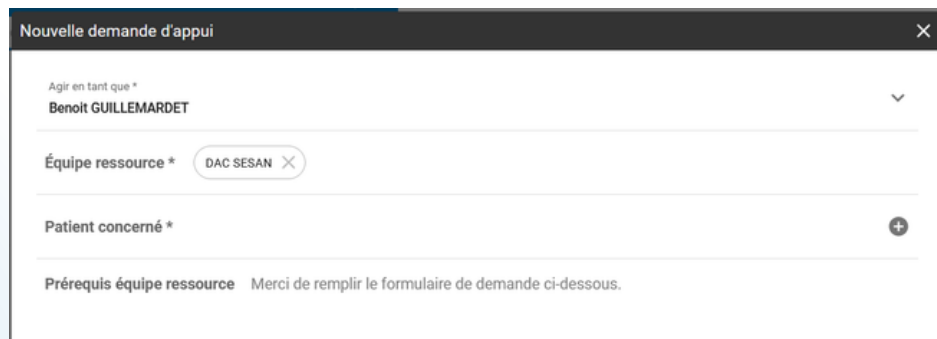 Nouvelle demande d'appui
Agir en tant que *
Benoit GUILLEMARDET
Équipe ressource * DAC SESAN
Patient concerné *
Prérequis équipe ressource Merci de remplir le formulaire de demande ci-dessous.